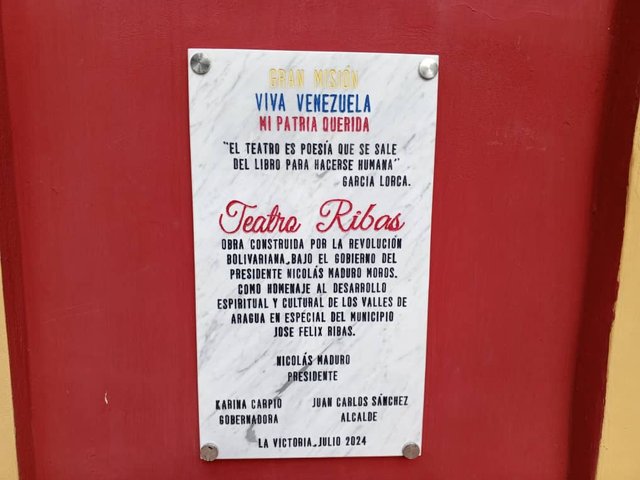 GRAN MISIÓN
VIVA VENEZUELA
MI PATRIA QUERIDA
"EL TEATRO ES POESÍA QUE SE SALE
DEL LIBRO PARA HACERSE HUMANA"
GARCIA LORCA.
Teatro Ribas
OBRA CONSTRUIDA POR LA REVOLUCIÓN
BOLIVARIANA,BAJO EL GOBIERNO DEL
PRESIDENTE NICOLÁS MADURO MOROS.
COMO HOMENAJE AL DESARROLLO
ESPIRITUAL Y CULTURAL DE LOS VALLES DE
ARAGUA EN ESPECIAL DEL MUNICIPIO
JOSE FELIX RIBAS.
NICOLÁS MADURO
PRESIDENTE
KARINA CARPIO JUAN CARLOS SÁNCHEZ
GOBERNADORA ALCALDE
LA VICTORIA,JULIO 2024